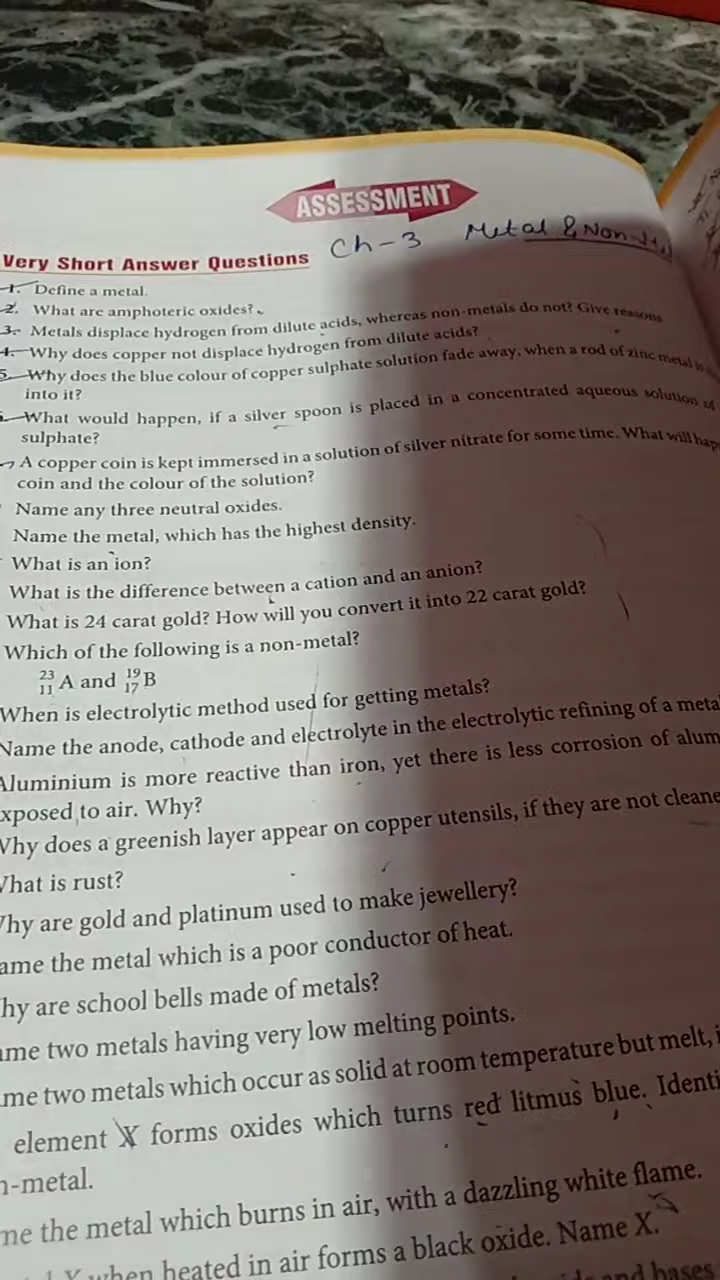 ASSESSMENT
Ch-3 Metal & Non-
Very Short Answer Questions
1. Define a metal.
2. What are amphoteric oxides?
3. Metals displace hydrogen from dilute acids, whereas non-metals do not? Give reasons
4. Why does copper not displace hydrogen from dilute acids?
5. Why does the blue colour of copper sulphate solution fade away, when a rod of zinc metal is
into it?
What would happen, if a silver spoon is placed in a concentrated aqueous solution of
sulphate?
A copper coin is kept immersed in a solution of silver nitrate for some time. What will hap
coin and the colour of the solution?
Name any three neutral oxides.
Name the metal, which has the highest density.
What is an ion?
What is the difference between a cation and an anion?
What is 24 carat gold? How will you convert it into 22 carat gold?
Which of the following is a non-metal?
²³₁₁A and ¹⁹₁₇B
When is electrolytic method used for getting metals?
Name the anode, cathode and electrolyte in the electrolytic refining of a meta
Aluminium is more reactive than iron, yet there is less corrosion of alum
xposed to air. Why?
Why does a greenish layer appear on copper utensils, if they are not cleane
What is rust?
hy are gold and platinum used to make jewellery?
ame the metal which is a poor conductor of heat.
hy are school bells made of metals?
me two metals having very low melting points.
me two metals which occur as solid at room temperature but melt, i
element X forms oxides which turns red litmus blue. Identi
n-metal.
me the metal which burns in air, with a dazzling white flame.
X when heated in air forms a black oxide. Name X.
and bases